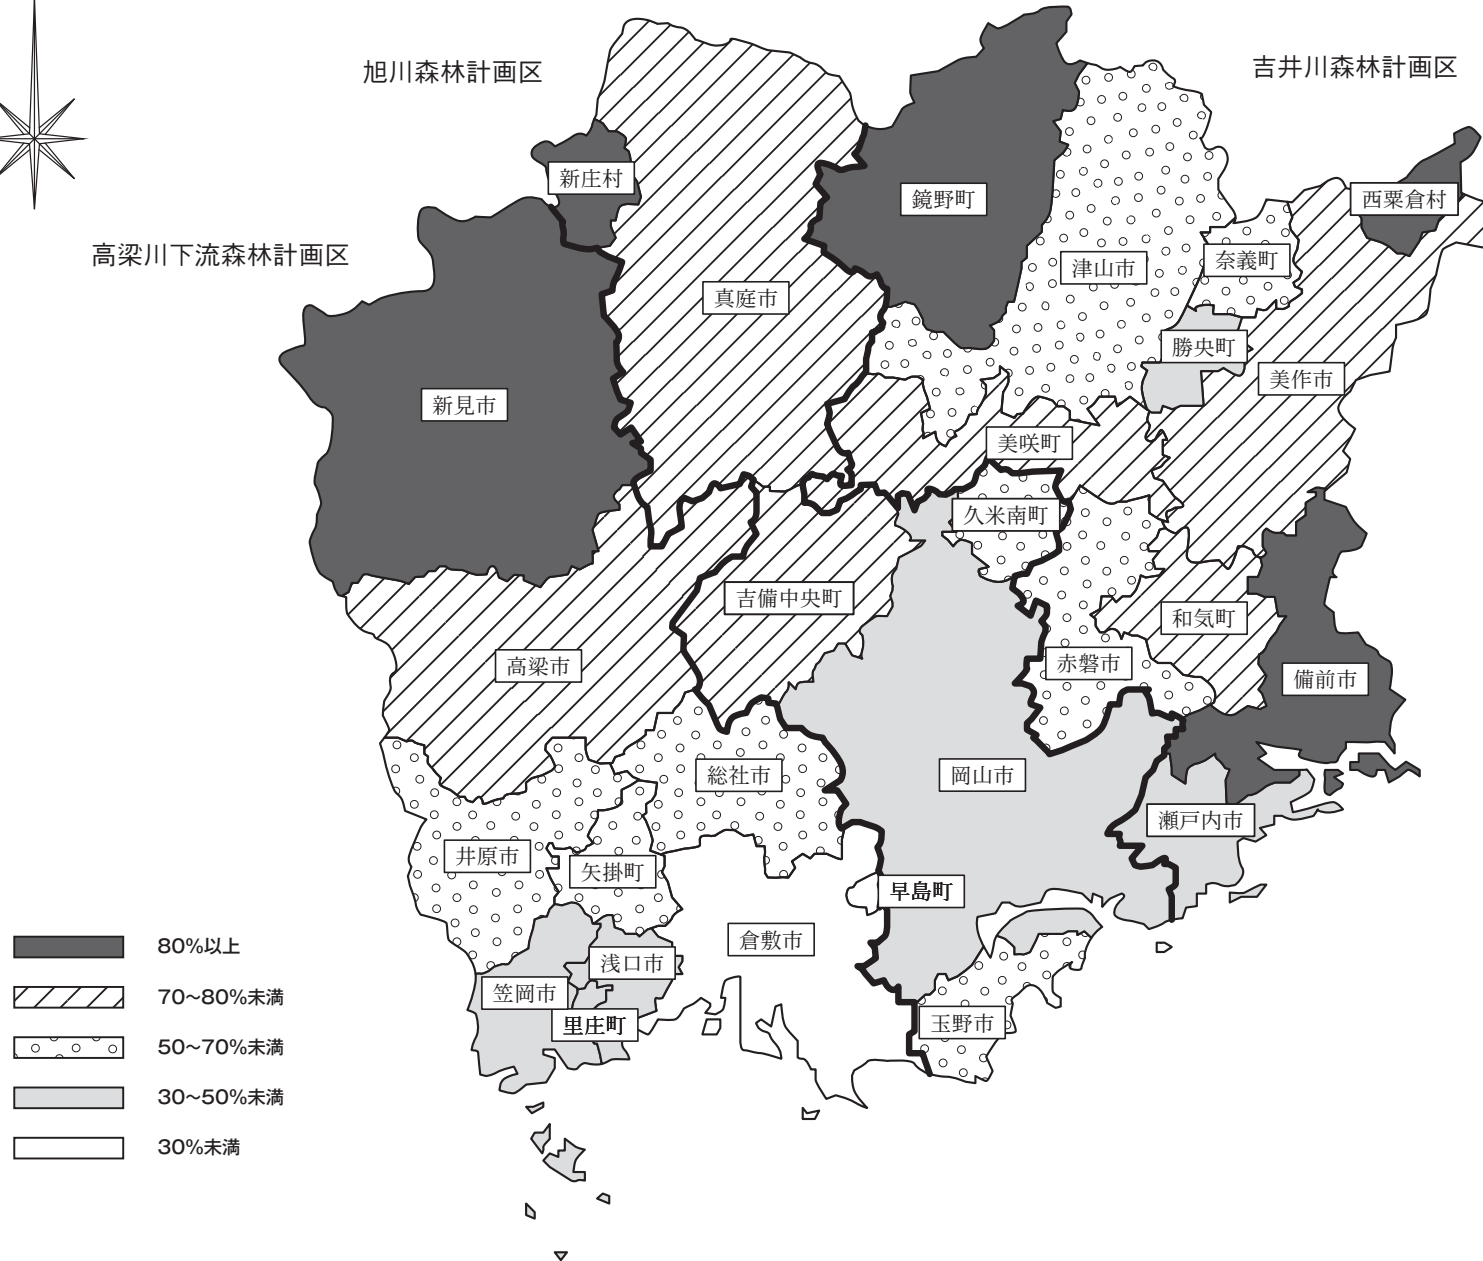 旭川森林計画区
吉井川森林計画区
高梁川下流森林計画区
新庄村
鏡野町
西粟倉村
津山市
奈義町
真庭市
勝央町
美作市
新見市
美咲町
久米南町
吉備中央町
和気町
高梁市
赤磐市
備前市
総社市
岡山市
瀬戸内市
井原市
矢掛町
早島町
倉敷市
浅口市
笠岡市
里庄町
玉野市
80%以上
70～80%未満
50～70%未満
30～50%未満
30%未満